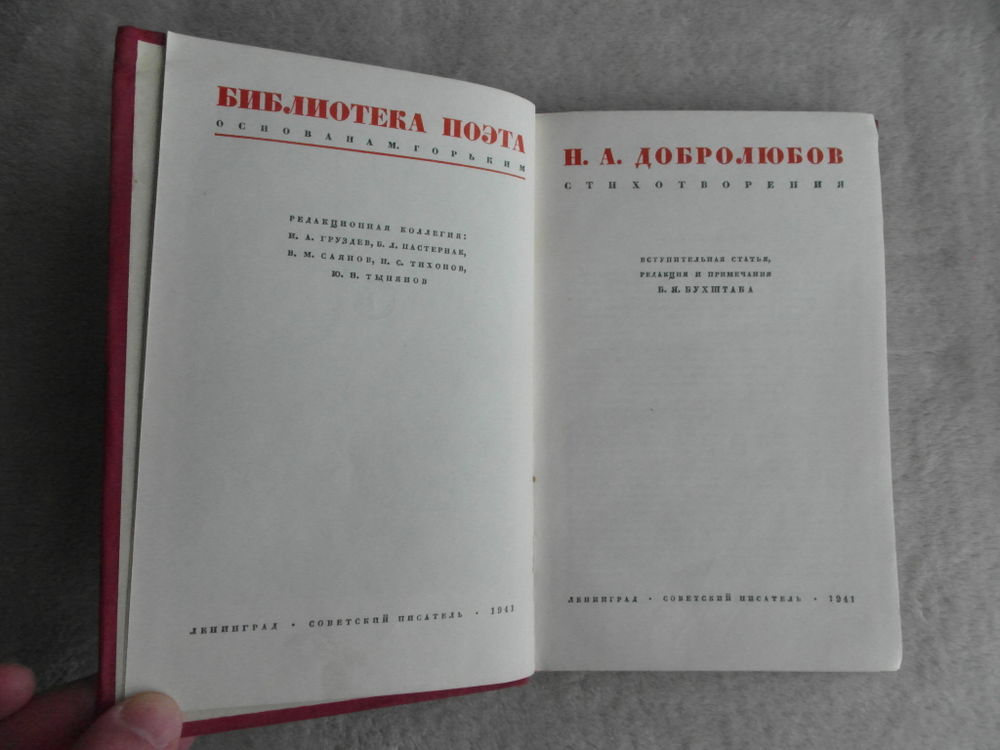 БИБЛИОТЕКА ПОЭТА
ОСНОВАНА М. ГОРЬКИМ
РЕДАКЦИОННАЯ КОЛЛЕГИЯ:
И. А. ГРУЗДЕВ, Б. Л. ПАСТЕРНАК,
В. М. САЯНОВ, Н. С. ТИХОНОВ,
Ю. Н. ТЫНЯНОВ
ЛЕНИНГРАД · СОВЕТСКИЙ ПИСАТЕЛЬ · 1941
Н. А. ДОБРОЛЮБОВ
СТИХОТВОРЕНИЯ
ВСТУПИТЕЛЬНАЯ СТАТЬЯ,
РЕДАКЦИЯ И ПРИМЕЧАНИЯ
Б. Я. БУХШТАБА
ЛЕНИНГРАД · СОВЕТСКИЙ ПИСАТЕЛЬ · 1941